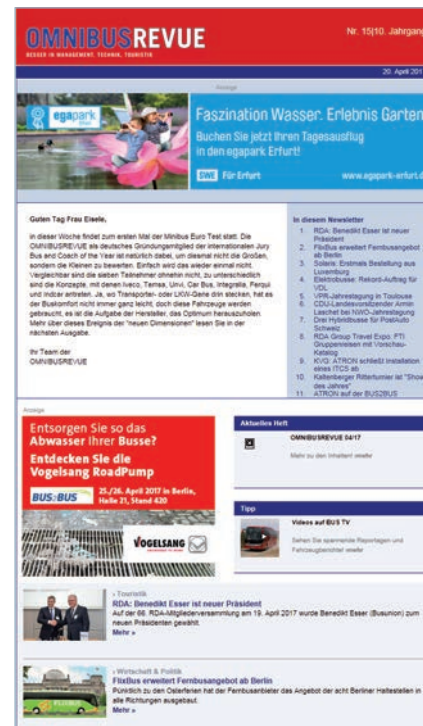 OMNIBUSREVUE
BESSER IN MANAGEMENT, TECHNIK, TOURISTIK
Nr. 15|10. Jahrgang
20. April 201
Anzeige
egapark
Faszination Wasser. Erlebnis Garten
Buchen Sie jetzt Ihren Tagesausflug
in den egapark Erfurt!
SWE Für Erfurt
www.egapark-erfurt.d
Guten Tag Frau Eisele,
in dieser Woche findet zum ersten Mal der Minibus Euro Test statt. Die
OMNIBUSREVUE als deutsches Gründungsmitglied der internationalen Jury
Bus and Coach of the Year ist natürlich dabei, um diesmal nicht die Großen,
sondern die Kleinen zu bewerten. Einfach wird das wieder einmal nicht.
Vergleichbar sind die sieben Teilnehmer ohnehin nicht, zu unterschiedlich
sind die Konzepte, mit denen Iveco, Temsa, Unvi, Car Bus, Integralia, Ferqui
und Indcar antreten. Ja, wo Transporter- oder LKW-Gene drin stecken, hat es
der Buskomfort nicht immer ganz leicht, doch diese Fahrzeuge werden
gebraucht, es ist die Aufgabe der Hersteller, das Optimum herauszuholen.
Mehr über dieses Ereignis der "neuen Dimensionen" lesen Sie in der
nächsten Ausgabe.
Ihr Team der
OMNIBUSREVUE
In diesem Newsletter
1. RDA: Benedikt Esser ist neuer
Präsident
2. FlixBus erweitert Fernbusangebot
ab Berlin
3. Solaris: Erstmals Bestellung aus
Luxemburg
4. Elektrobusse: Rekord-Auftrag für
VDL
5. VPR-Jahrestagung in Toulouse
6. CDU-Landesvorsitzender Armin
Laschet bei NWO-Jahrestagung
7. Drei Hybridbusse für PostAuto
Schweiz
8. RDA Group Travel Expo: FTI
Gruppenreisen mit Vorschau-
Katalog
9. KVG: ATRON schließt Installation
eines ITCS ab
10. Kaltenberger Ritterturnier ist "Show
des Jahres"
11. ATRON auf der BUS2BUS
Anzeige
Entsorgen Sie so das
Abwasser Ihrer Busse?
Entdecken Sie die
Vogelsang RoadPump
BUS2BUS
25./26. April 2017 in Berlin,
Halle 21, Stand 420
VOGELSANG
Aktuelles Heft
OMNIBUSREVUE 04/17
Mehr zu den Inhalten! weiter
Tipp
Videos auf BUS TV
Sehen Sie spannende Reportagen und
Fahrzeugberichte! weiter
› Touristik
RDA: Benedikt Esser ist neuer Präsident
Auf der 66. RDA-Mitgliederversammlung am 19. April 2017 wurde Benedikt Esser (Busunion) zum
neuen Präsidenten gewählt.
Mehr »
› Wirtschaft & Politik
FlixBus erweitert Fernbusangebot ab Berlin
Pünktlich zu den Osterferien hat der Fernbusanbieter das Angebot der acht Berliner Haltestellen in
alle Richtungen ausgebaut.
Mehr »